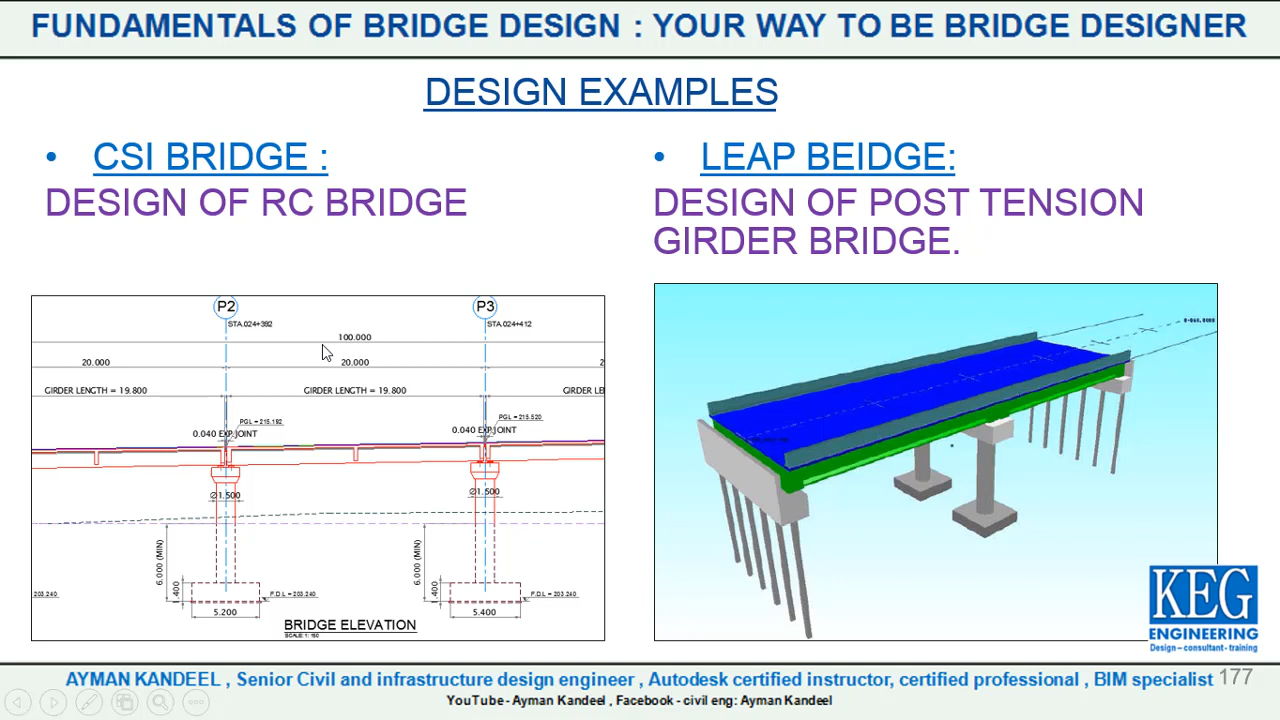 FUNDAMENTALS OF BRIDGE DESIGN : YOUR WAY TO BE BRIDGE DESIGNER
DESIGN EXAMPLES
• CSI BRIDGE :
DESIGN OF RC BRIDGE
• LEAP BEIDGE:
DESIGN OF POST TENSION
GIRDER BRIDGE.
P2
P3
STA.024+392
STA.024+412
100.000
20.000
20.000
2
GIRDER LENGTH = 19.800
GIRDER LENGTH = 19.800
GIRDER LE
PGL = 215.192
PGL = 215.520
0.040 EXP.JOINT
0.040 EXP.JOINT
Ø1.500
Ø1.500
6.000 (MIN)
6.000 (MIN)
1.400
1.400
203.240
F.D.L = 203.240
F.D.L = 203.240
5.200
5.400
BRIDGE ELEVATION
KEG
ENGINEERING
Design – consultant - training
AYMAN KANDEEL , Senior Civil and infrastructure design engineer , Autodesk certified instructor, certified professional , BIM specialist
177
YouTube - Ayman Kandeel , Facebook - civil eng: Ayman Kandeel